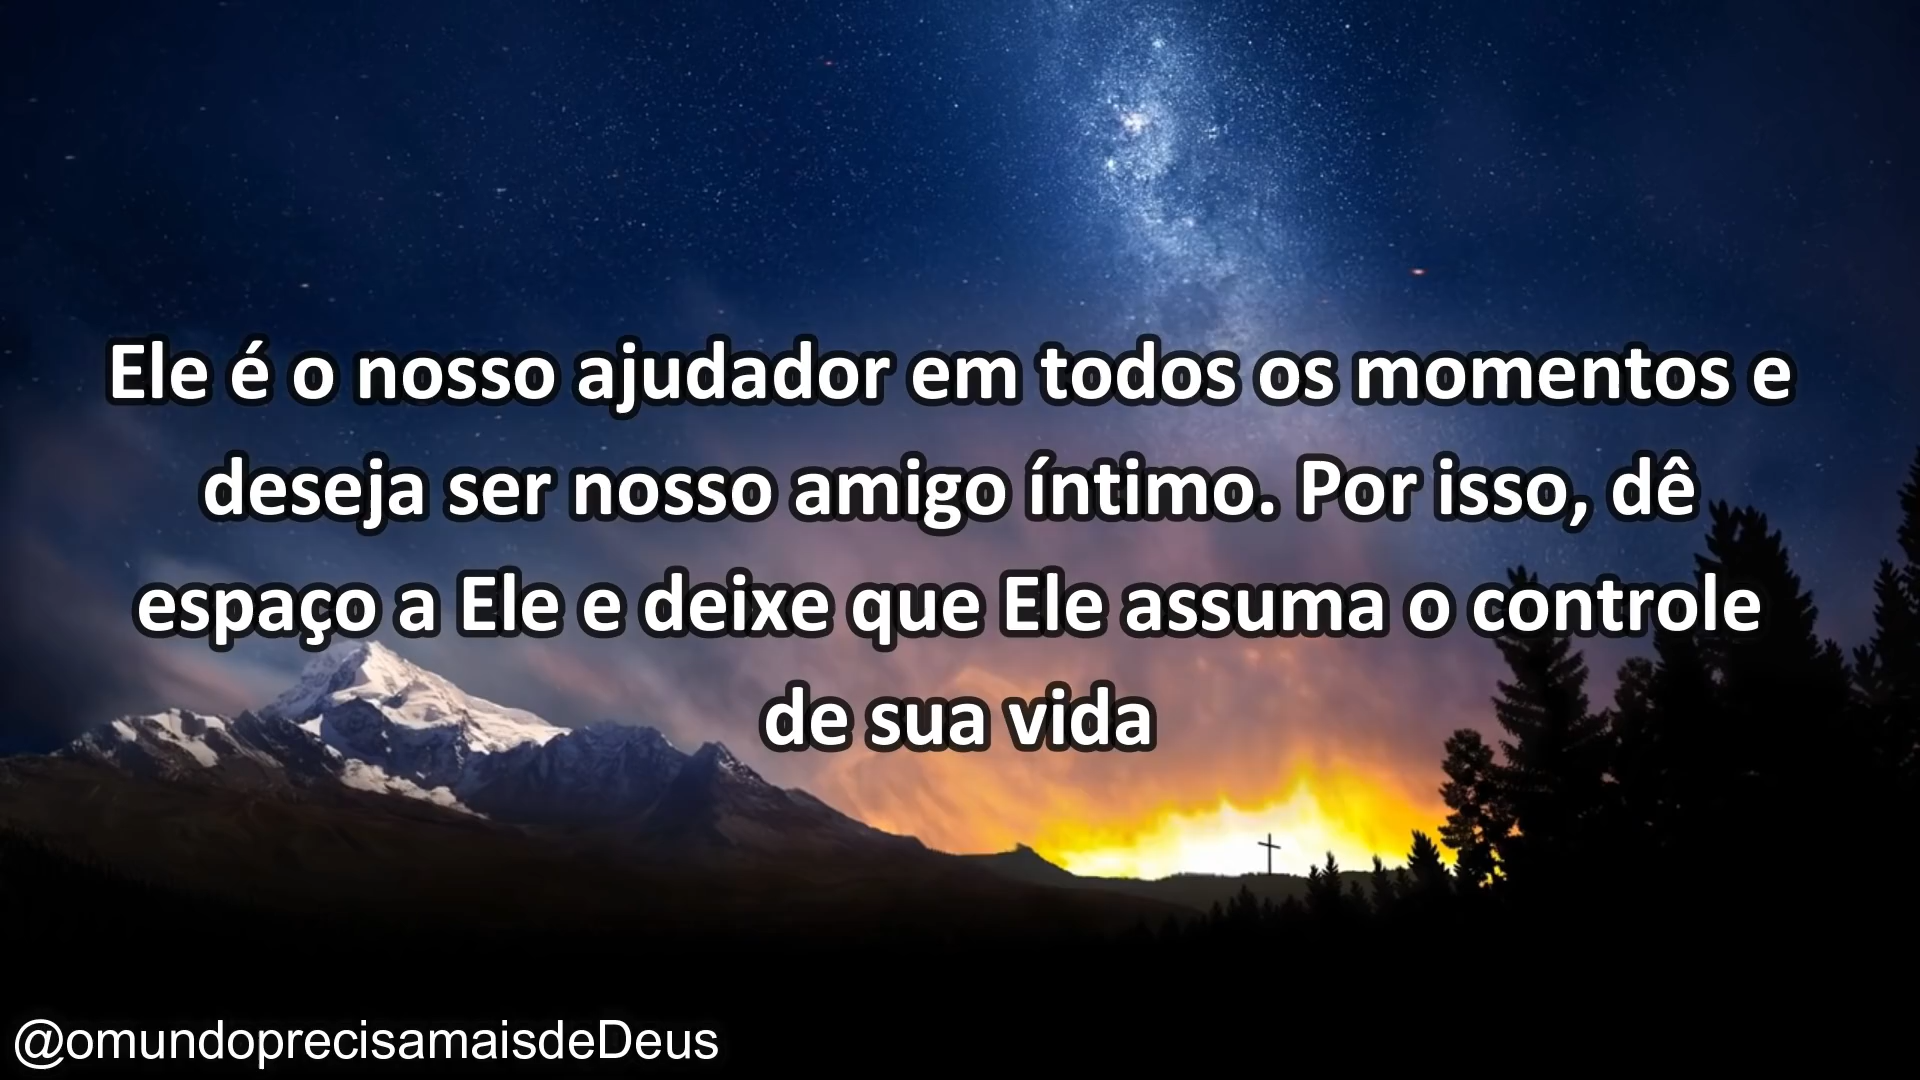 Ele é o nosso ajudador em todos os momentos e
deseja ser nosso amigo íntimo. Por isso, dê
espaço a Ele e deixe que Ele assuma o controle
de sua vida
@omundoprecisamaisdeDeus